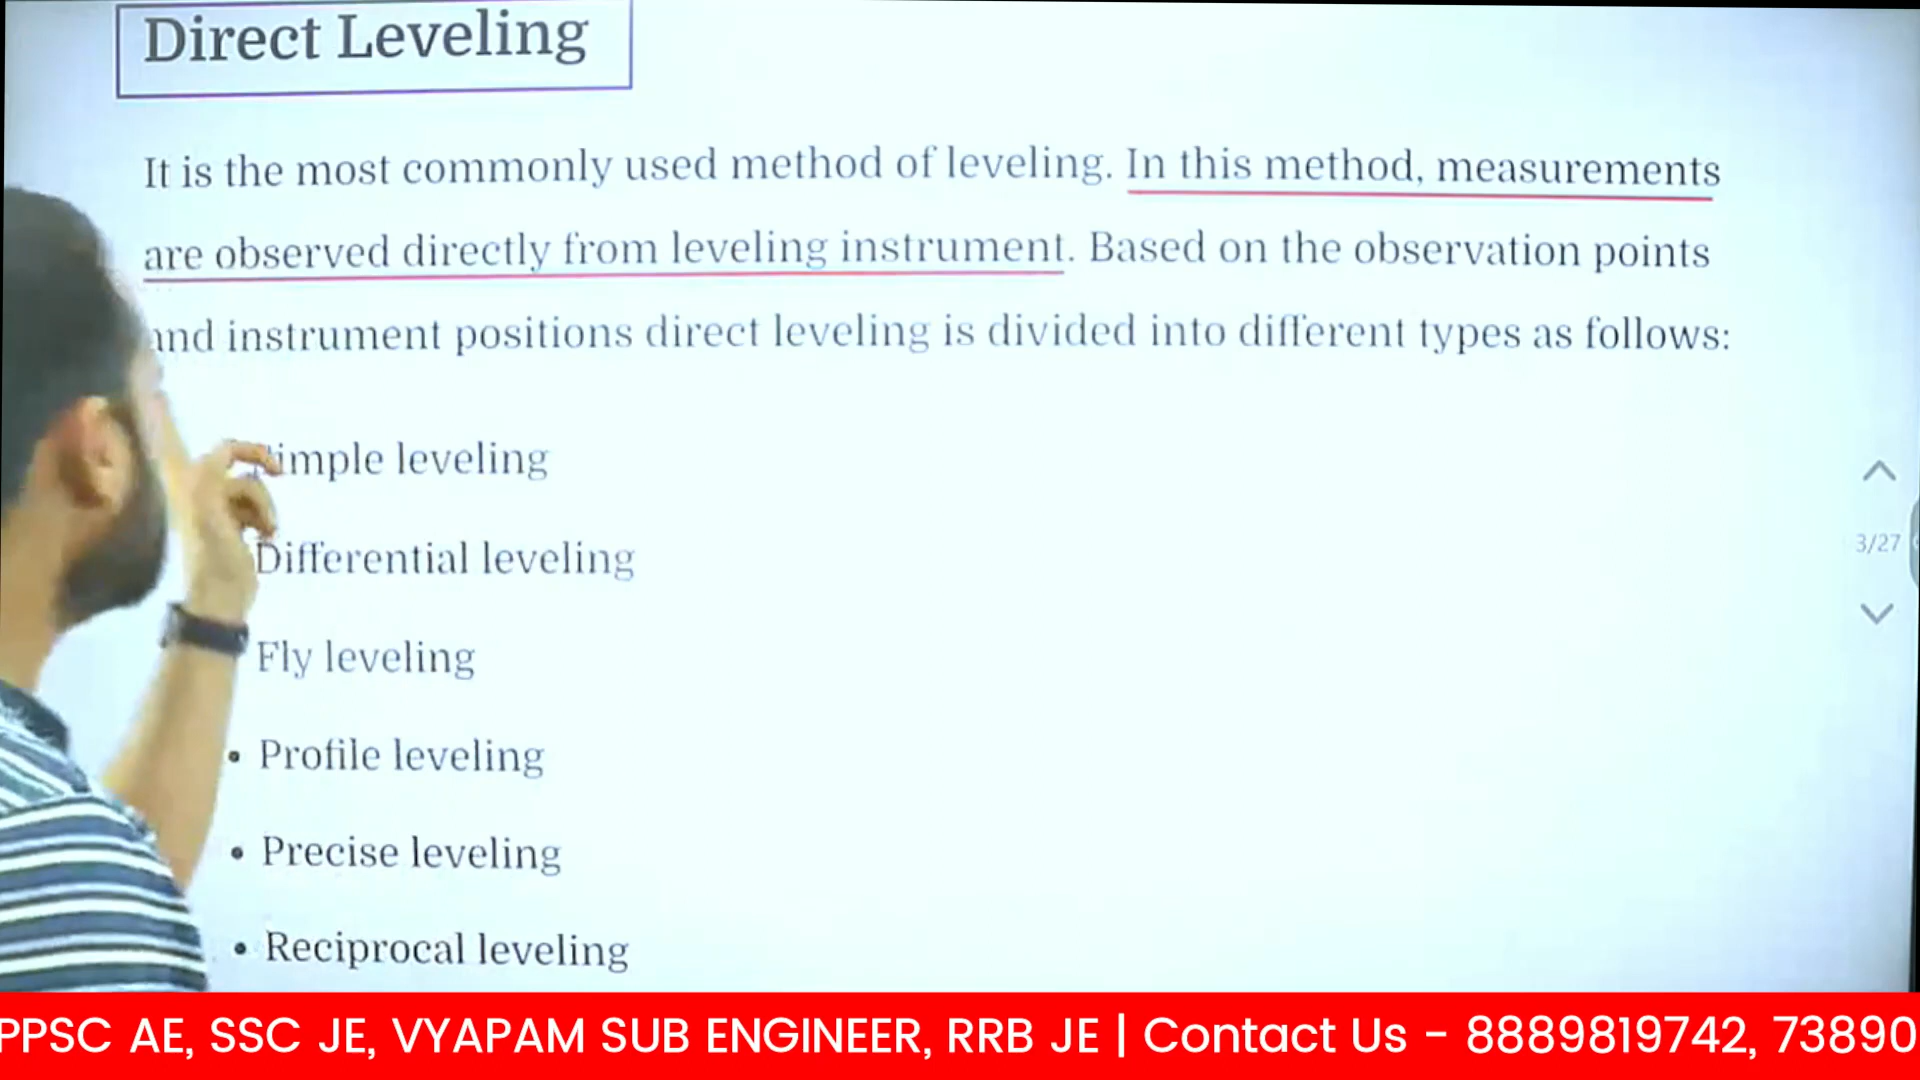 Direct Leveling
It is the most commonly used method of leveling. In this method, measurements
are observed directly from leveling instrument. Based on the observation points
and instrument positions direct leveling is divided into different types as follows:
Simple leveling
Differential leveling
Fly leveling
• Profile leveling
• Precise leveling
• Reciprocal leveling
3/27
PPSC AE, SSC JE, VYAPAM SUB ENGINEER, RRB JE | Contact Us - 8889819742, 73890